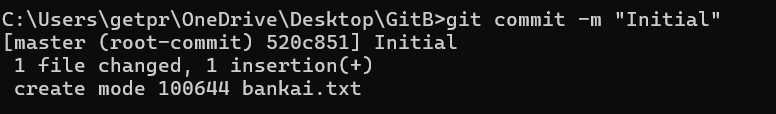 C:\Users\getpr\OneDrive\Desktop\GitB>git commit -m "Initial"
[master (root-commit) 520c851] Initial
 1 file changed, 1 insertion(+)
 create mode 100644 bankai.txt